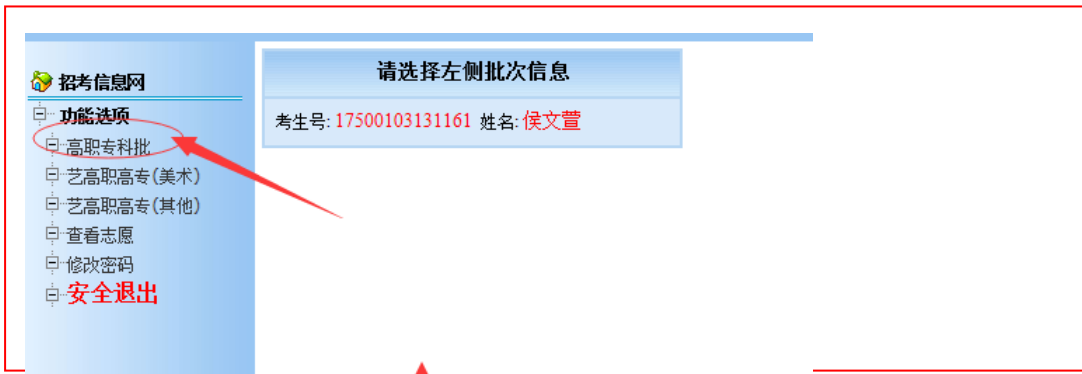 招考信息网
功能选项
高职专科批
艺高职高专(美术)
艺高职高专(其他)
查看志愿
修改密码
安全退出
请选择左侧批次信息
考生号: 17500103131161 姓名: 侯文萱